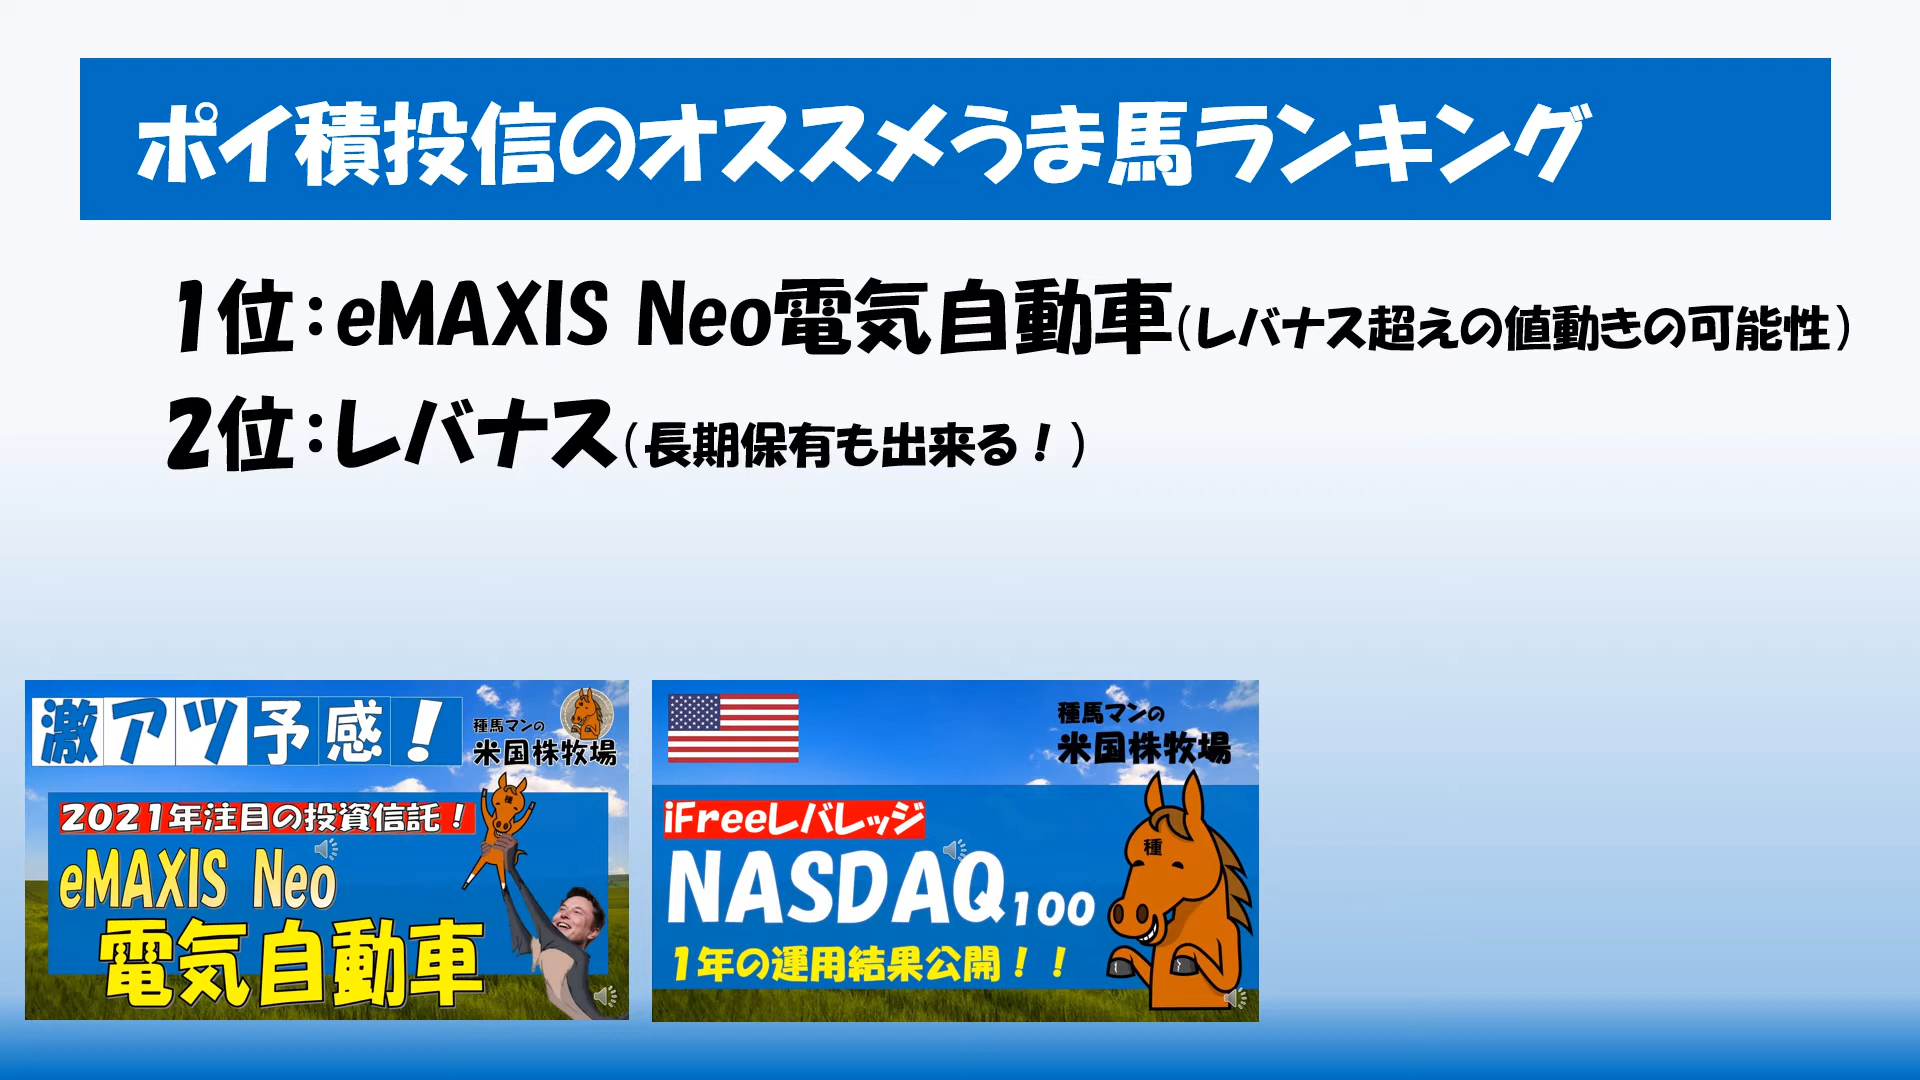 ポイ積投信のオススメうま馬ランキング
1位:eMAXIS Neo電気自動車(レバナス超えの値動きの可能性)
2位:レバナス(長期保有も出来る!)
激アツ予感!
種馬マンの
米国株牧場
2021年注目の投資信託!
種
eMAXIS Neo
電気自動車
種馬マンの
米国株牧場
iFreeレバレッジ
NASDAQ100
種
1年の運用結果公開!!